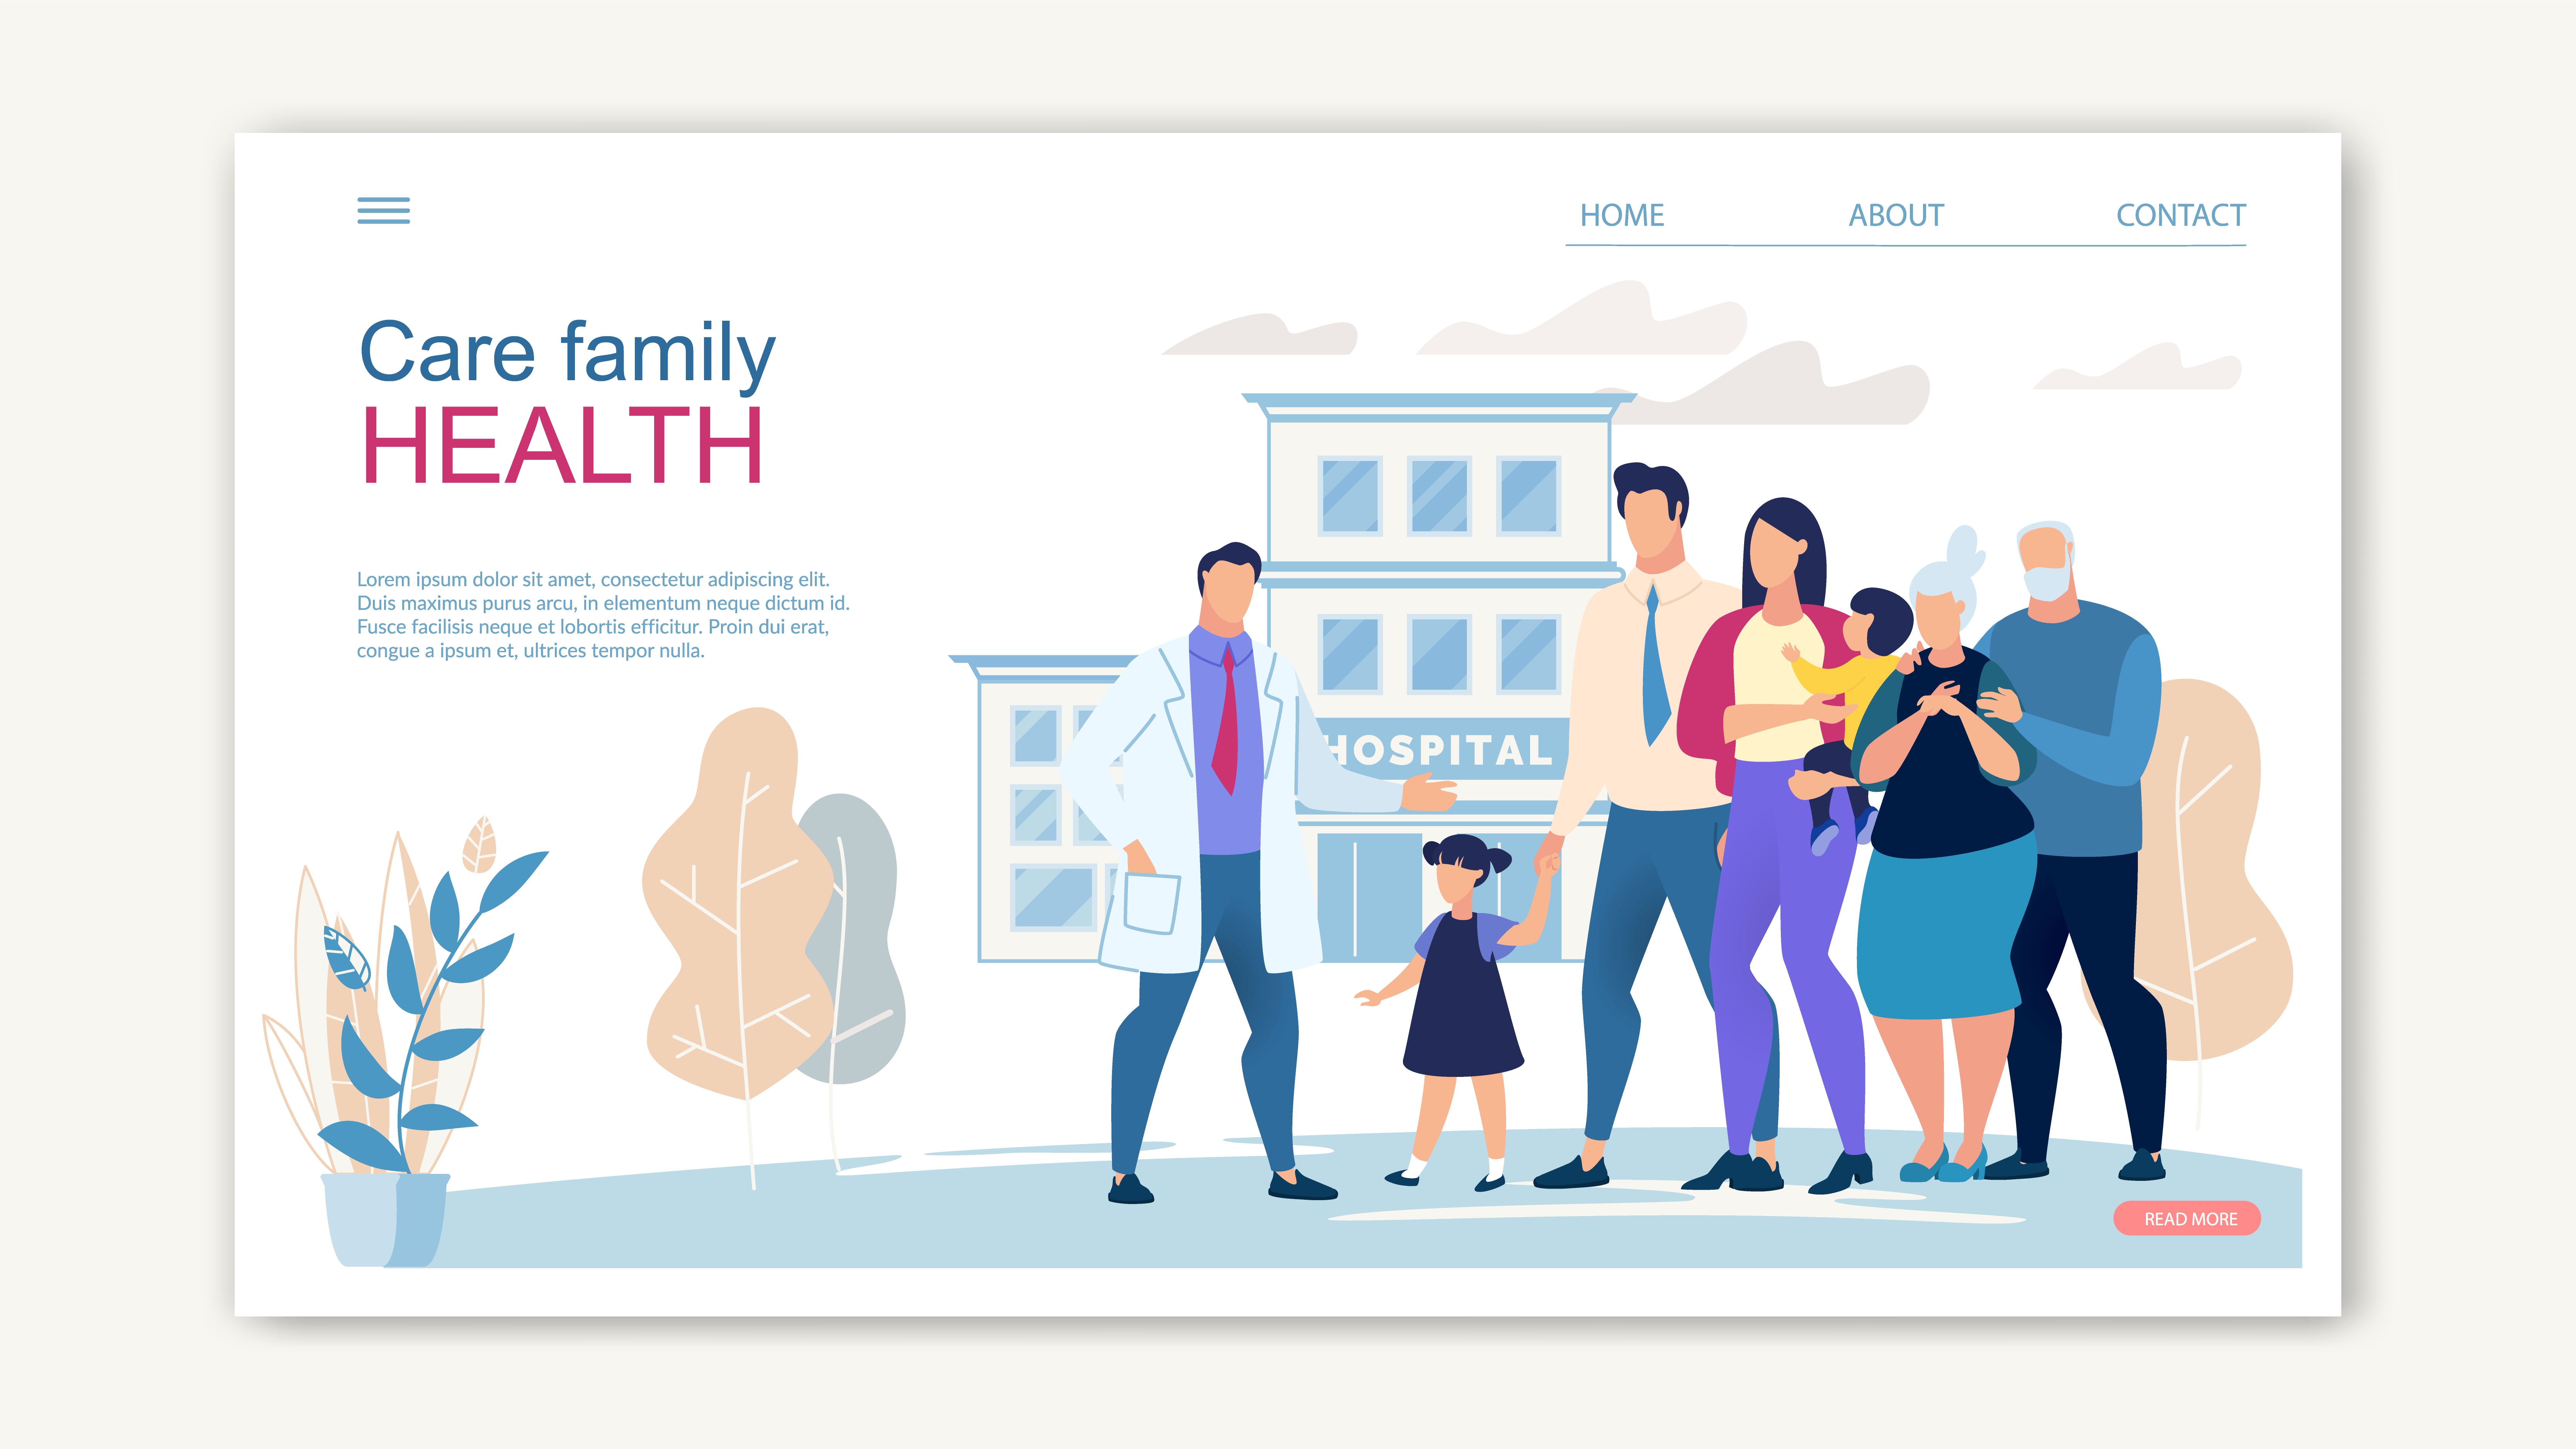 HOME ABOUT CONTACT
Care family
HEALTH
Lorem ipsum dolor sit amet, consectetur adipiscing elit.
Duis maximus purus arcu, in elementum neque dictum id.
Fusce facilisis neque et lobortis efficitur. Proin dui erat,
congue a ipsum et, ultrices tempor nulla.
HOSPITAL
READ MORE